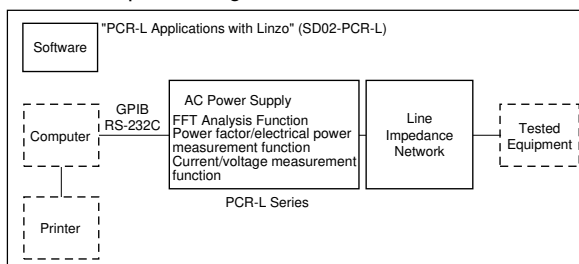 "PCR-L Applications with Linzo" (SD02-PCR-L)
Software
GPIB
RS-232C
Computer
Printer
AC Power Supply
FFT Analysis Function
Power factor/electrical power
measurement function
Current/voltage measurement
function
PCR-L Series
Line
Impedance
Network
Tested
Equipment